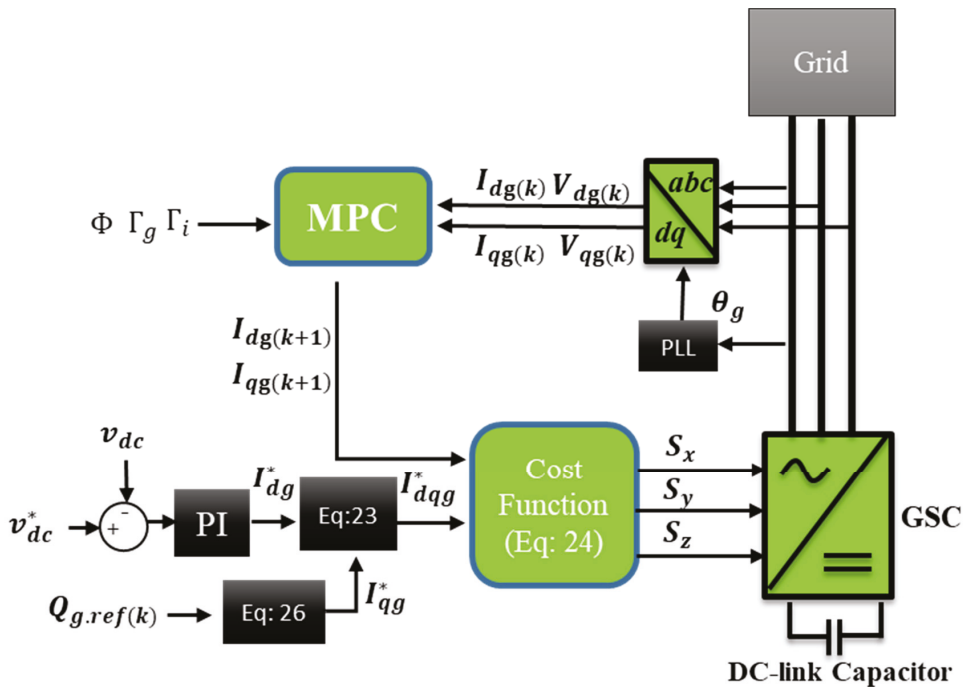 Grid
abc
dq
I_dg(k) V_dg(k)
I_qg(k) V_qg(k)
MPC
Φ Γ_g Γ_i
θ_g
PLL
I_dg(k+1)
I_qg(k+1)
v_dc
v*_dc
+
-
PI
I*_dg
Eq:23
I*_dqg
Cost
Function
(Eq: 24)
S_x
S_y
S_z
GSC
Q_g.ref(k)
Eq: 26
I*_qg
DC-link Capacitor